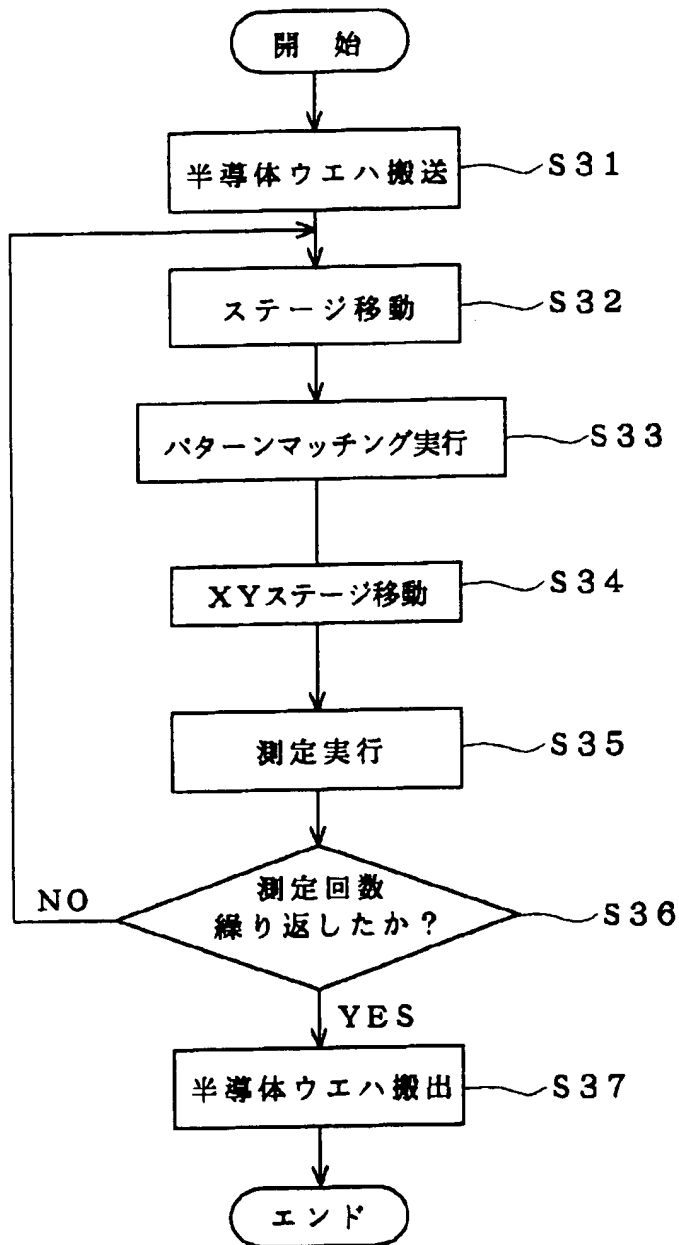 開始
半導体ウエハ搬送
S31
ステージ移動
S32
パターンマッチング実行
S33
XYステージ移動
S34
測定実行
S35
測定回数
繰り返したか?
S36
NO
YES
半導体ウエハ搬出
S37
エンド